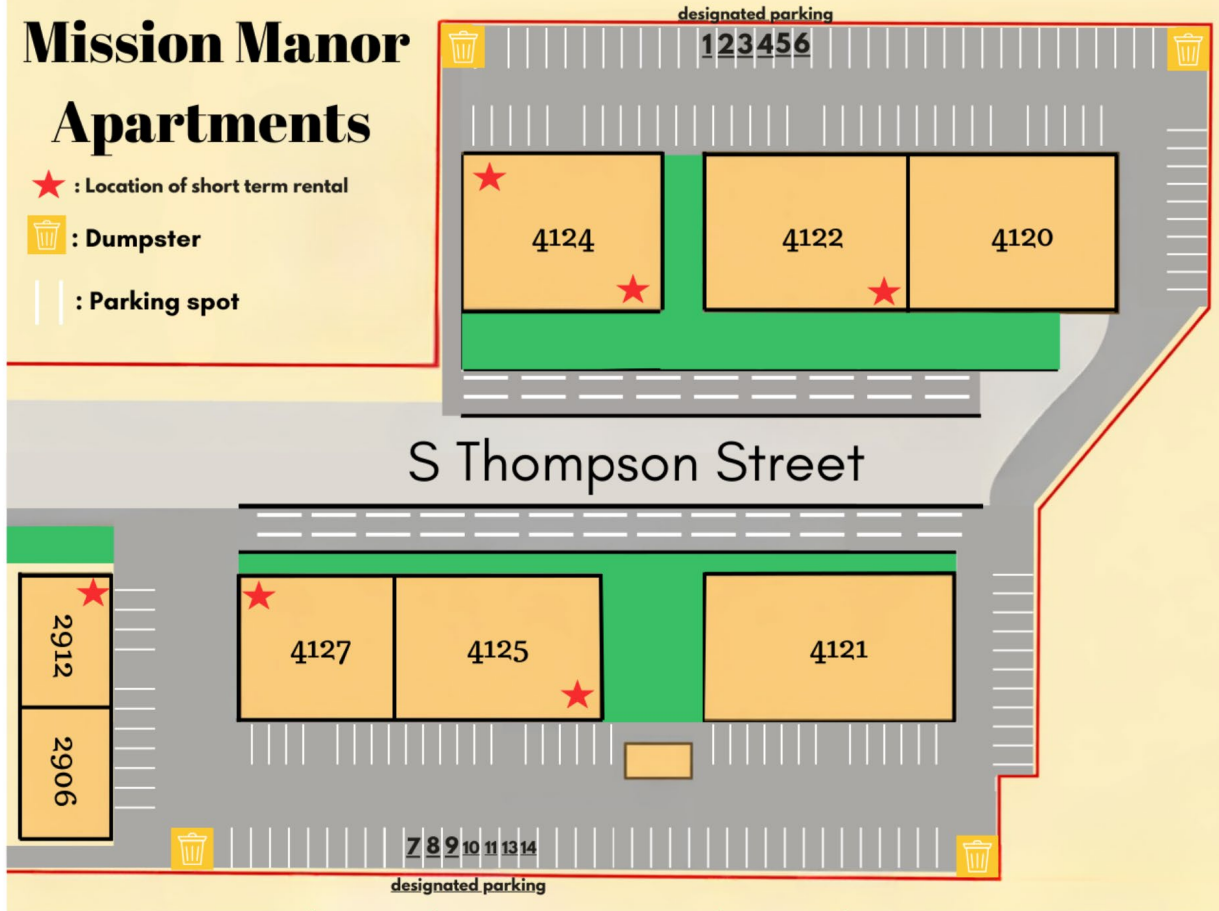 Mission Manor
Apartments
: Location of short term rental
: Dumpster
: Parking spot
designated parking
1 2 3 4 5 6
4124
4122
4120
S Thompson Street
2912
2906
4127
4125
4121
7 8 9 10 11 13 14
designated parking